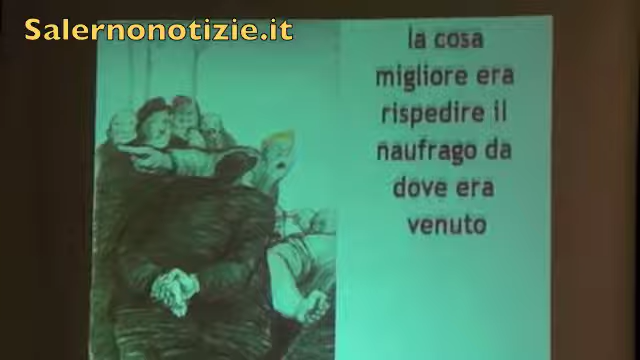 Salernonotizie.it
la cosa
migliore era
rispedire il
naufrago da
dove era
venuto